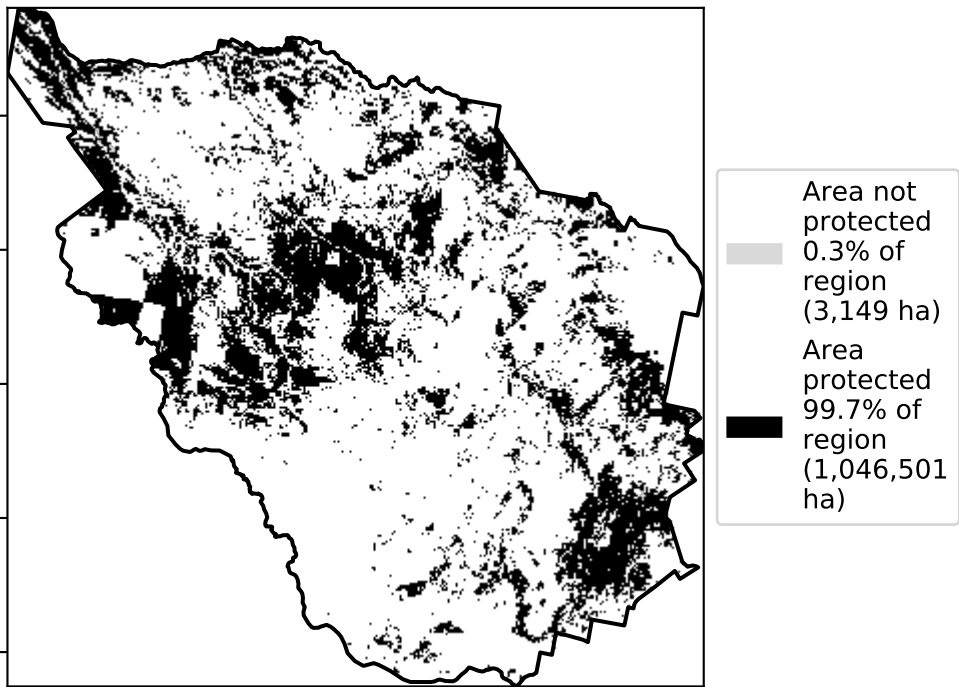 Area not
protected
0.3% of
region
(3,149 ha)
Area
protected
99.7% of
region
(1,046,501
ha)